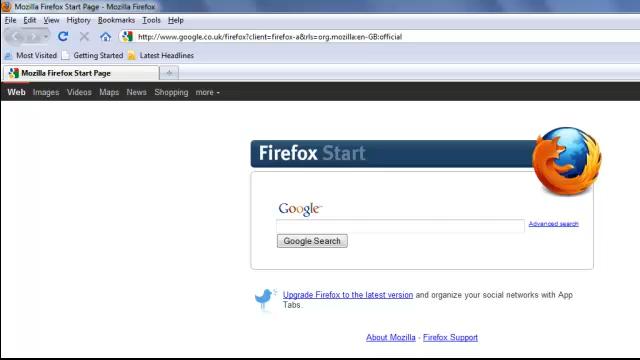 Mozilla Firefox Start Page - Mozilla Firefox
File Edit View History Bookmarks Tools Help
http://www.google.co.uk/firefox?client=firefox-a&rls=org.mozilla:en-GB:official
Most Visited Getting Started Latest Headlines
Mozilla Firefox Start Page
Web Images Videos Maps News Shopping more
Firefox Start
Google
Advanced search
Google Search
Upgrade Firefox to the latest version and organize your social networks with App
Tabs.
About Mozilla - Firefox Support